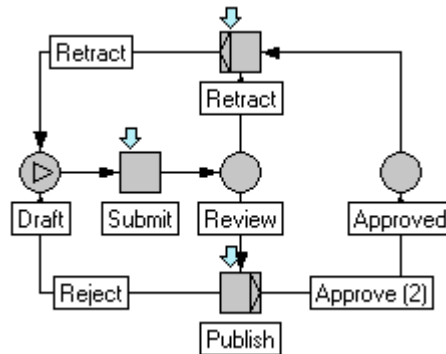 Retract
Retract
Draft
Submit
Review
Approved
Reject
Approve (2)
Publish